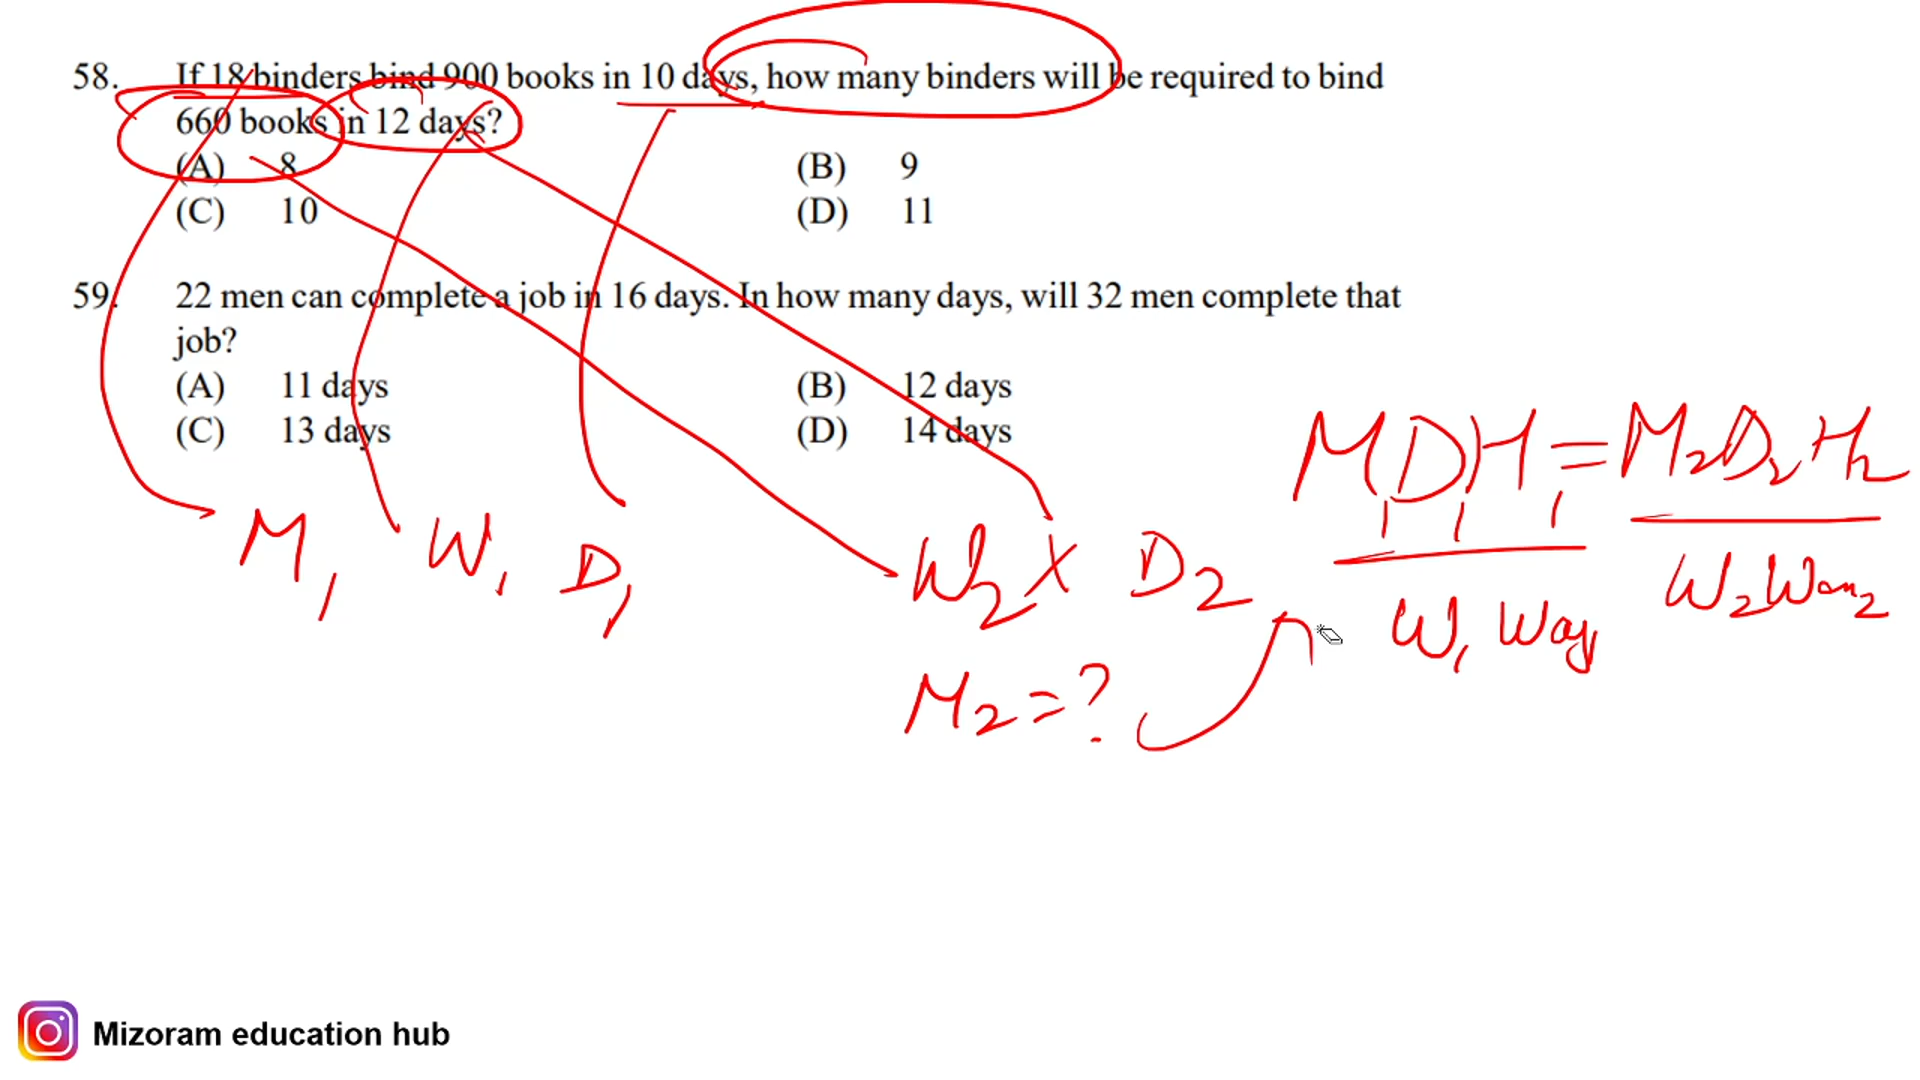 58. If 18 binders bind 900 books in 10 days, how many binders will be required to bind
660 books in 12 days?
(A) 8 (B) 9
(C) 10 (D) 11
59. 22 men can complete a job in 16 days. In how many days, will 32 men complete that
job?
(A) 11 days (B) 12 days
(C) 13 days (D) 14 days
M1D1H1 = M2D2H2
M1 W1 D1 W2 X D2 W1 W2
M2 = ?
Mizoram education hub